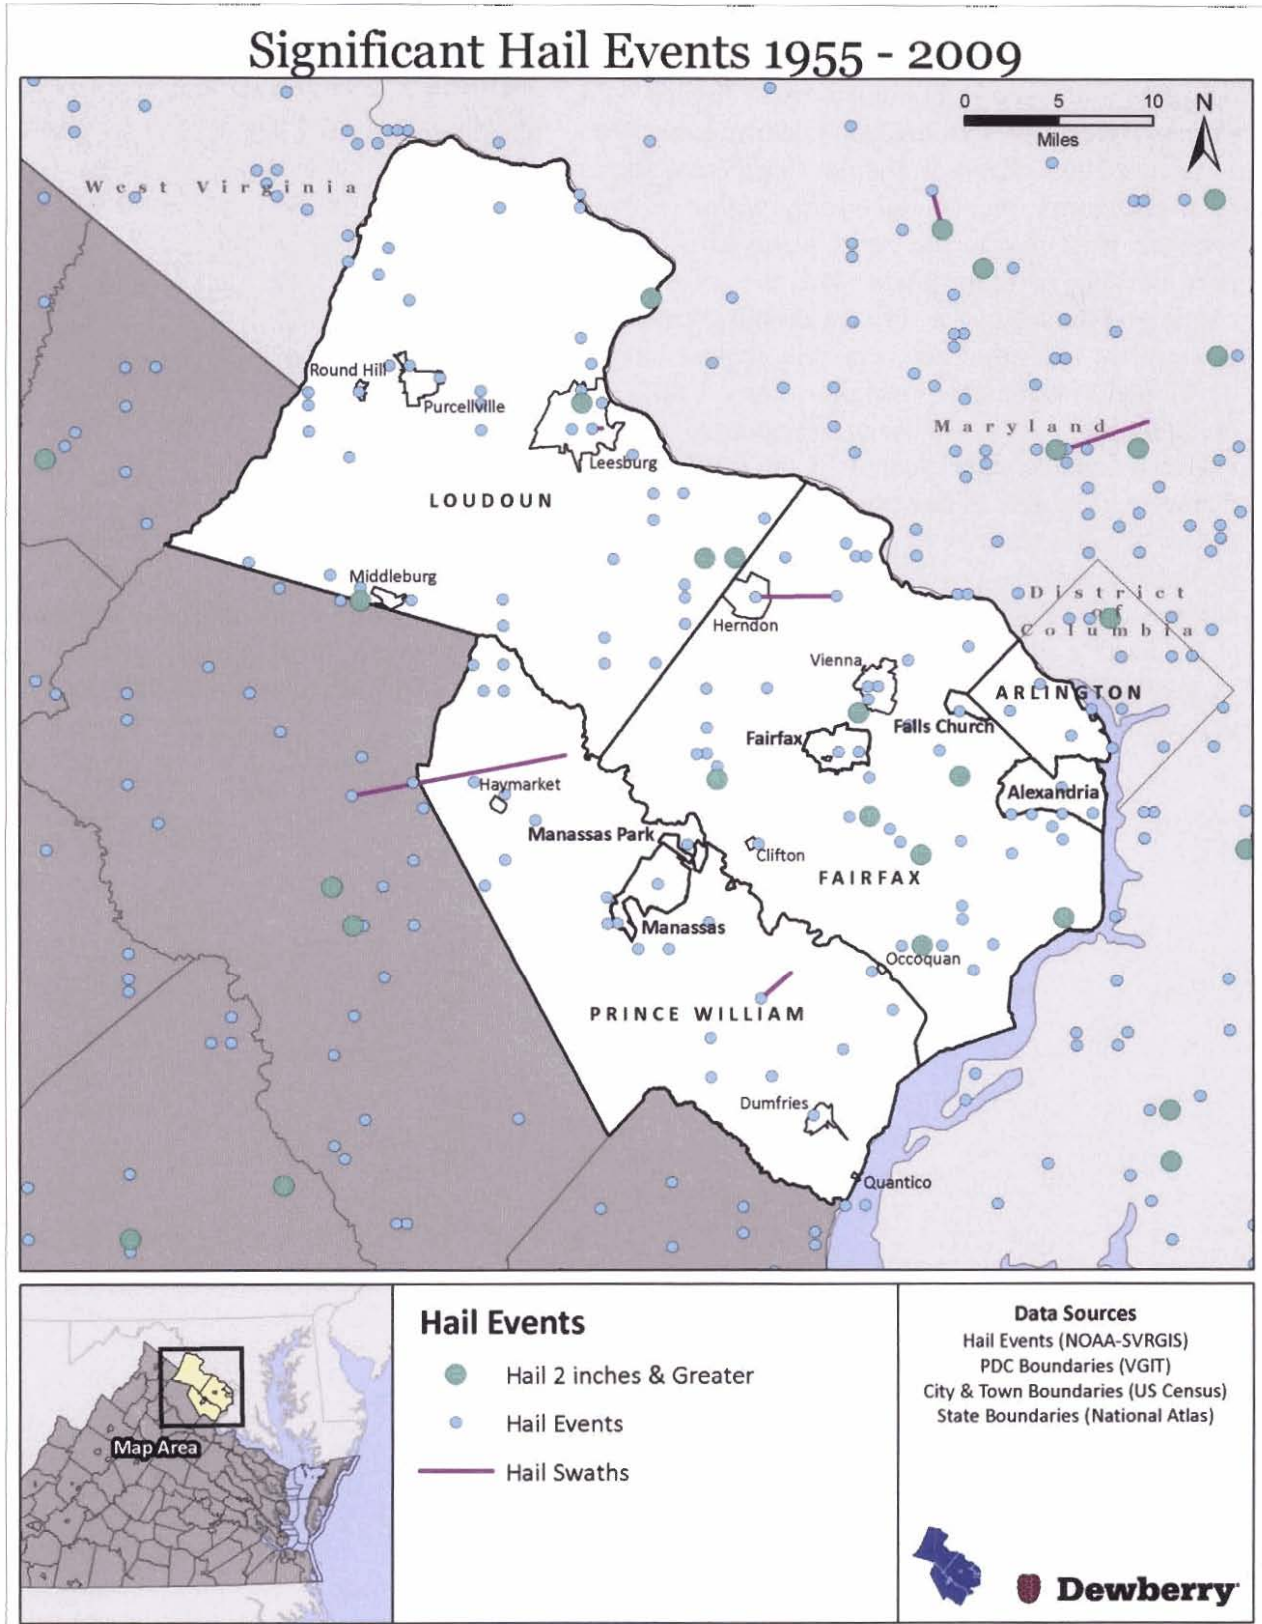 Significant Hail Events 1955 - 2009
0 5 10
Miles
N
West Virginia
Maryland
Round Hill
Purcellville
Leesburg
LOUDOUN
Middleburg
Herndon
District
of
Columbia
Vienna
ARLINGTON
Falls Church
Fairfax
Haymarket
Alexandria
Manassas Park
Clifton
FAIRFAX
Manassas
Occoquan
PRINCE WILLIAM
Dumfries
Quantico
Map Area
Hail Events
Hail 2 inches & Greater
Hail Events
Hail Swaths
Data Sources
Hail Events (NOAA-SVRGIS)
PDC Boundaries (VGIT)
City & Town Boundaries (US Census)
State Boundaries (National Atlas)
Dewberry